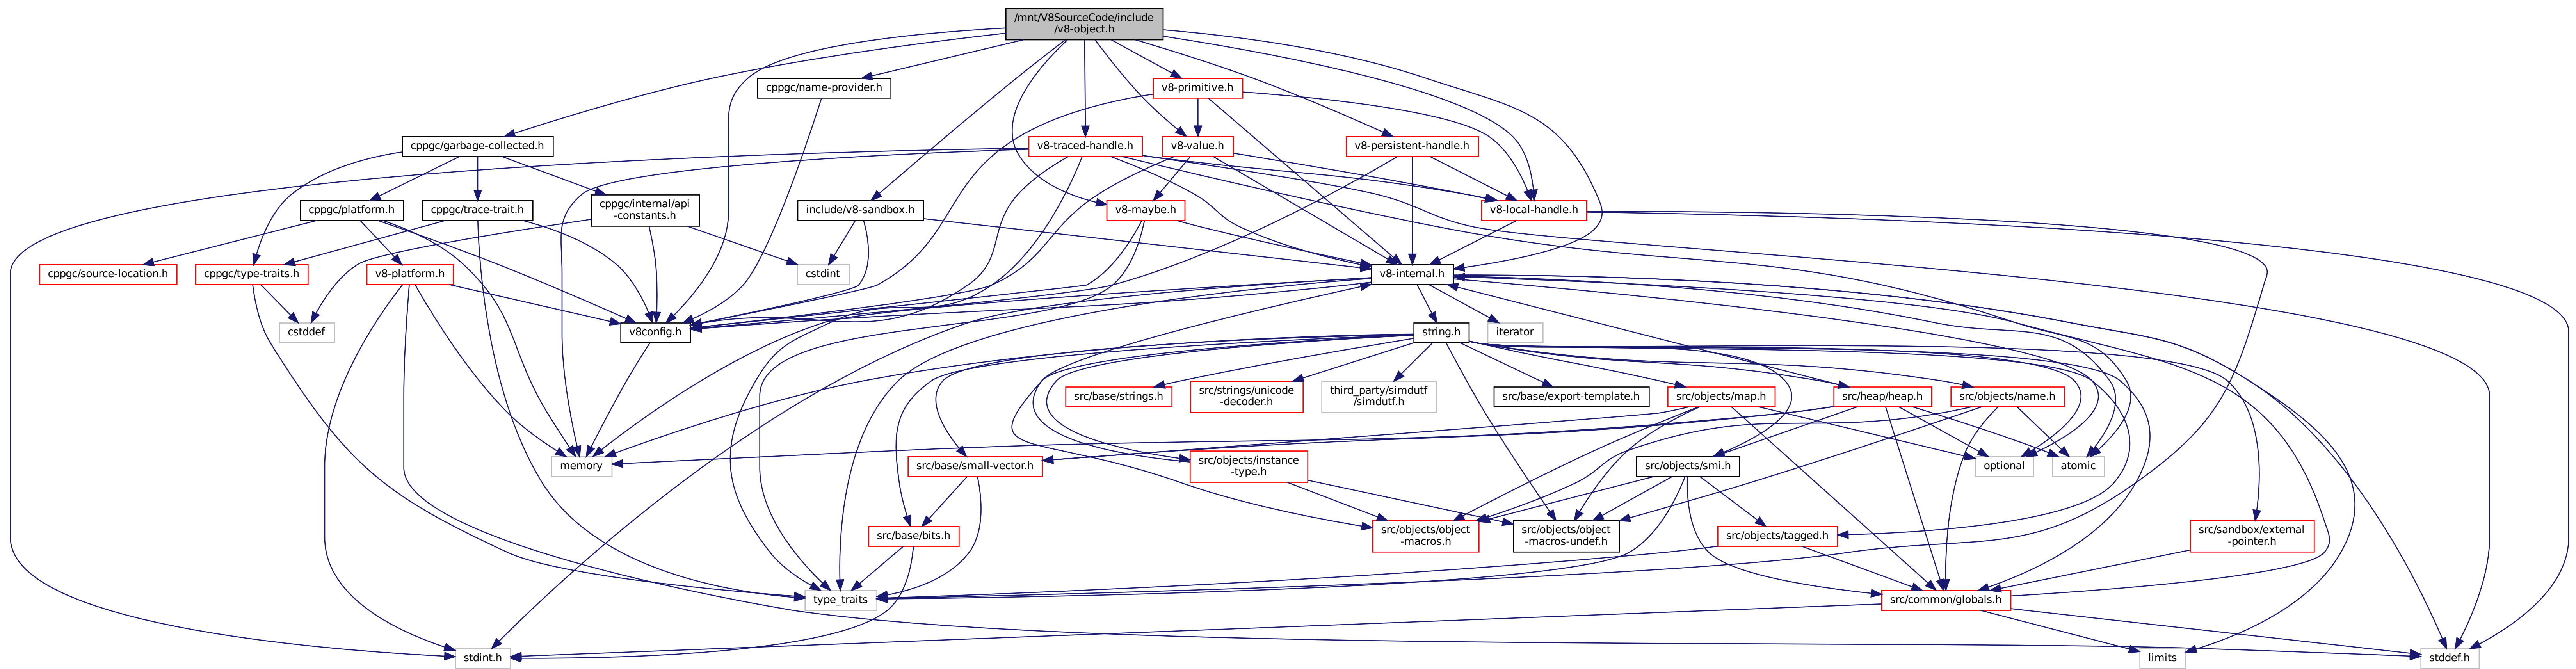 /mnt/V8SourceCode/include
/v8-object.h
cppgc/name-provider.h
v8-primitive.h
cppgc/garbage-collected.h
v8-traced-handle.h
v8-value.h
v8-persistent-handle.h
cppgc/platform.h
cppgc/trace-trait.h
cppgc/internal/api
-constants.h
include/v8-sandbox.h
v8-maybe.h
v8-local-handle.h
cppgc/source-location.h
cppgc/type-traits.h
v8-platform.h
cstdint
v8-internal.h
cstddef
v8config.h
string.h
iterator
src/base/strings.h
src/strings/unicode
-decoder.h
third_party/simdutf
/simdutf.h
src/base/export-template.h
src/objects/map.h
src/heap/heap.h
src/objects/name.h
memory
src/base/small-vector.h
src/objects/instance
-type.h
src/objects/smi.h
optional
atomic
src/base/bits.h
src/objects/object
-macros.h
src/objects/object
-macros-undef.h
src/objects/tagged.h
src/sandbox/external
-pointer.h
type_traits
src/common/globals.h
stdint.h
limits
stddef.h